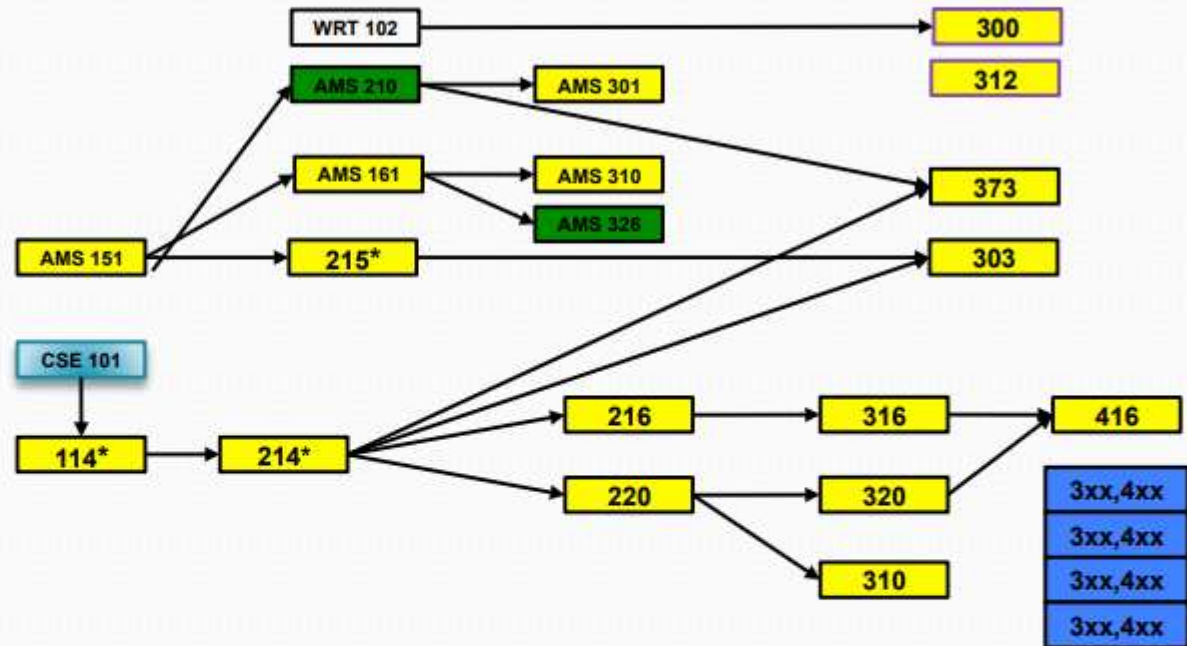 WRT 102
300
AMS 210
AMS 301
312
AMS 161
AMS 310
373
AMS 326
AMS 151
215*
303
CSE 101
216
316
416
114*
214*
220
320
3xx,4xx
3xx,4xx
310
3xx,4xx
3xx,4xx